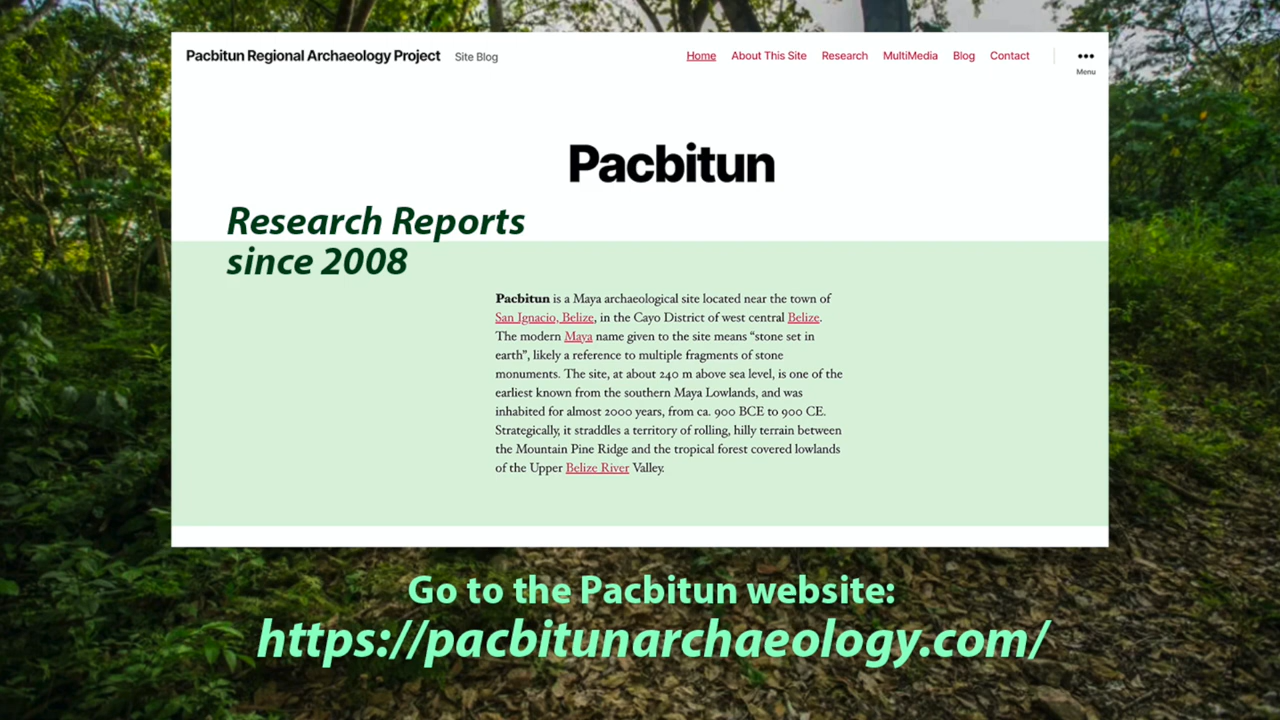 Pacbitun Regional Archaeology Project Site Blog Home About This Site Research MultiMedia Blog Contact •••
Menu
Pacbitun
Research Reports
since 2008
Pacbitun is a Maya archaeological site located near the town of
San Ignacio, Belize, in the Cayo District of west central Belize.
The modern Maya name given to the site means “stone set in
earth”, likely a reference to multiple fragments of stone
monuments. The site, at about 240 m above sea level, is one of the
earliest known from the southern Maya Lowlands, and was
inhabited for almost 2000 years, from ca. 900 BCE to 900 CE.
Strategically, it straddles a territory of rolling, hilly terrain between
the Mountain Pine Ridge and the tropical forest covered lowlands
of the Upper Belize River Valley.
Go to the Pacbitun website:
https://pacbitunarchaeology.com/